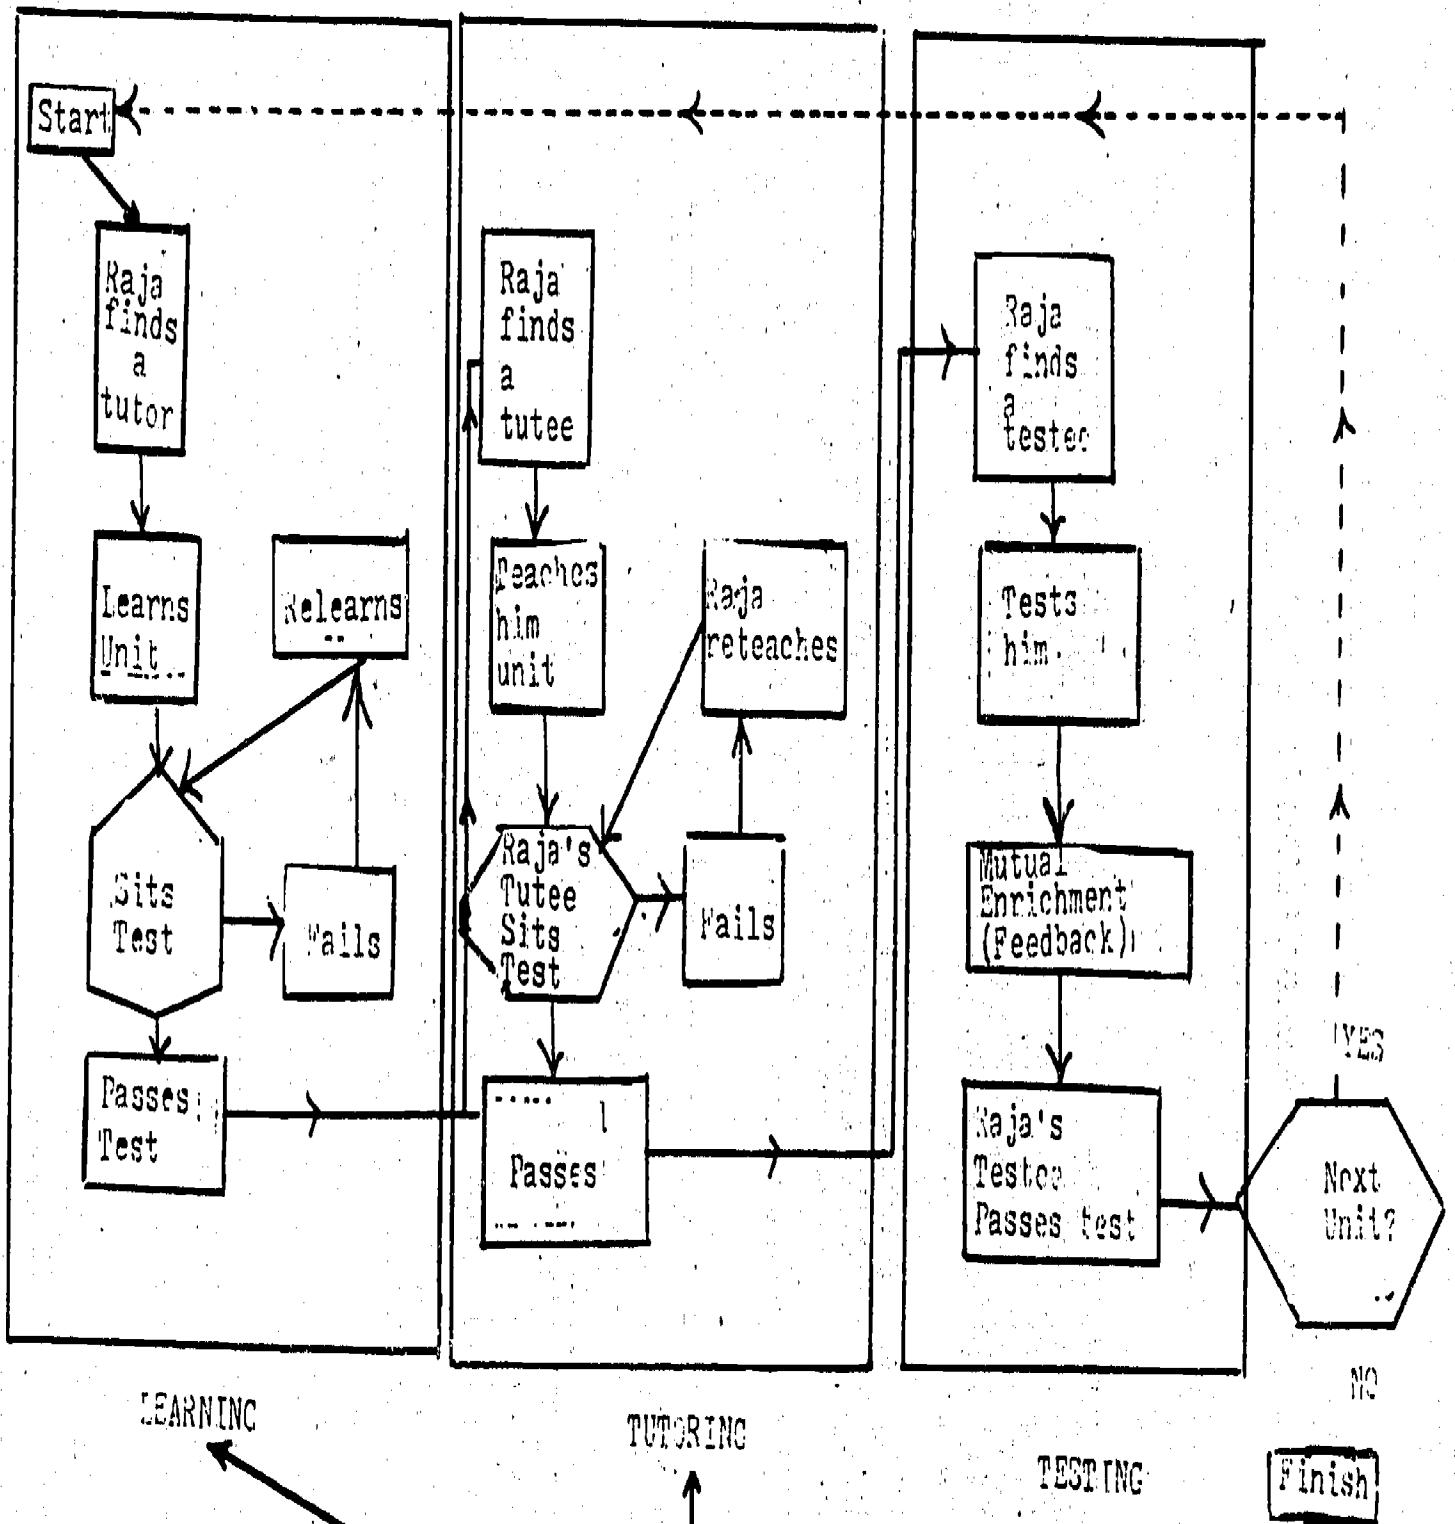 Start
Raja
finds
a
tutor
Learns
Unit
Relearns
Sits
Test
Fails
Passes
Test
Raja
finds
a
tutee
Teaches
him
unit
Raja
reteaches
Raja's
Tutee
Sits
Test
Fails
Passes
Raja
finds
a
testee
Tests
him
Mutual
Enrichment
(Feedback)
Raja's
Testee
Passes test
YES
Next
Unit?
NO
LEARNING
TUTORING
TESTING
Finish